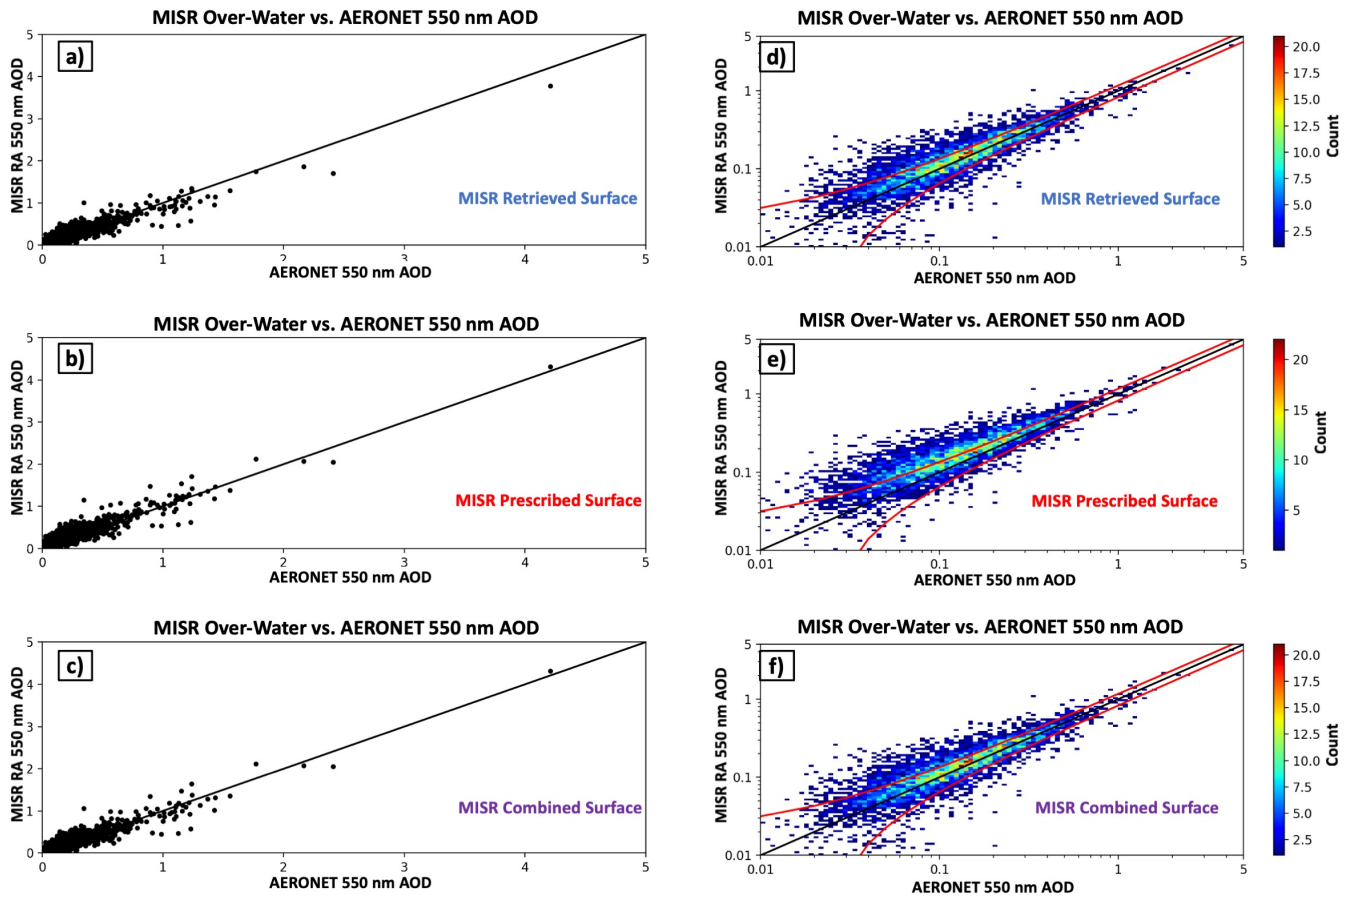 MISR Over-Water vs. AERONET 550 nm AOD
a)
MISR RA 550 nm AOD
5
4
3
2
1
0
MISR Retrieved Surface
0 1 2 3 4 5
AERONET 550 nm AOD
MISR Over-Water vs. AERONET 550 nm AOD
d)
MISR RA 550 nm AOD
5
1
0.1
0.01
MISR Retrieved Surface
0.01 0.1 1 5
AERONET 550 nm AOD
20.0
17.5
15.0
12.5
10.0
7.5
5.0
2.5
Count
MISR Over-Water vs. AERONET 550 nm AOD
b)
MISR RA 550 nm AOD
5
4
3
2
1
0
MISR Prescribed Surface
0 1 2 3 4 5
AERONET 550 nm AOD
MISR Over-Water vs. AERONET 550 nm AOD
e)
MISR RA 550 nm AOD
5
1
0.1
0.01
MISR Prescribed Surface
0.01 0.1 1 5
AERONET 550 nm AOD
20
15
10
5
Count
MISR Over-Water vs. AERONET 550 nm AOD
c)
MISR RA 550 nm AOD
5
4
3
2
1
0
MISR Combined Surface
0 1 2 3 4 5
AERONET 550 nm AOD
MISR Over-Water vs. AERONET 550 nm AOD
f)
MISR RA 550 nm AOD
5
1
0.1
0.01
MISR Combined Surface
0.01 0.1 1 5
AERONET 550 nm AOD
20.0
17.5
15.0
12.5
10.0
7.5
5.0
2.5
Count